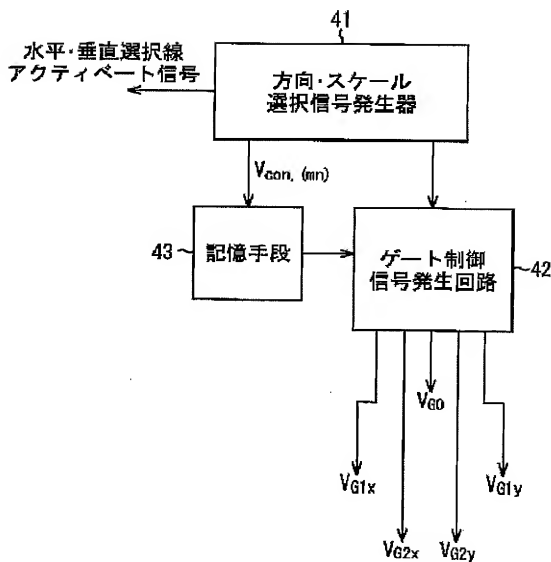 41
水平・垂直選択線
アクティベート信号
方向・スケール
選択信号発生器
Vcon, (mn)
43
記憶手段
ゲート制御
信号発生回路
42
VG0
VG1x
VG1y
VG2x
VG2y